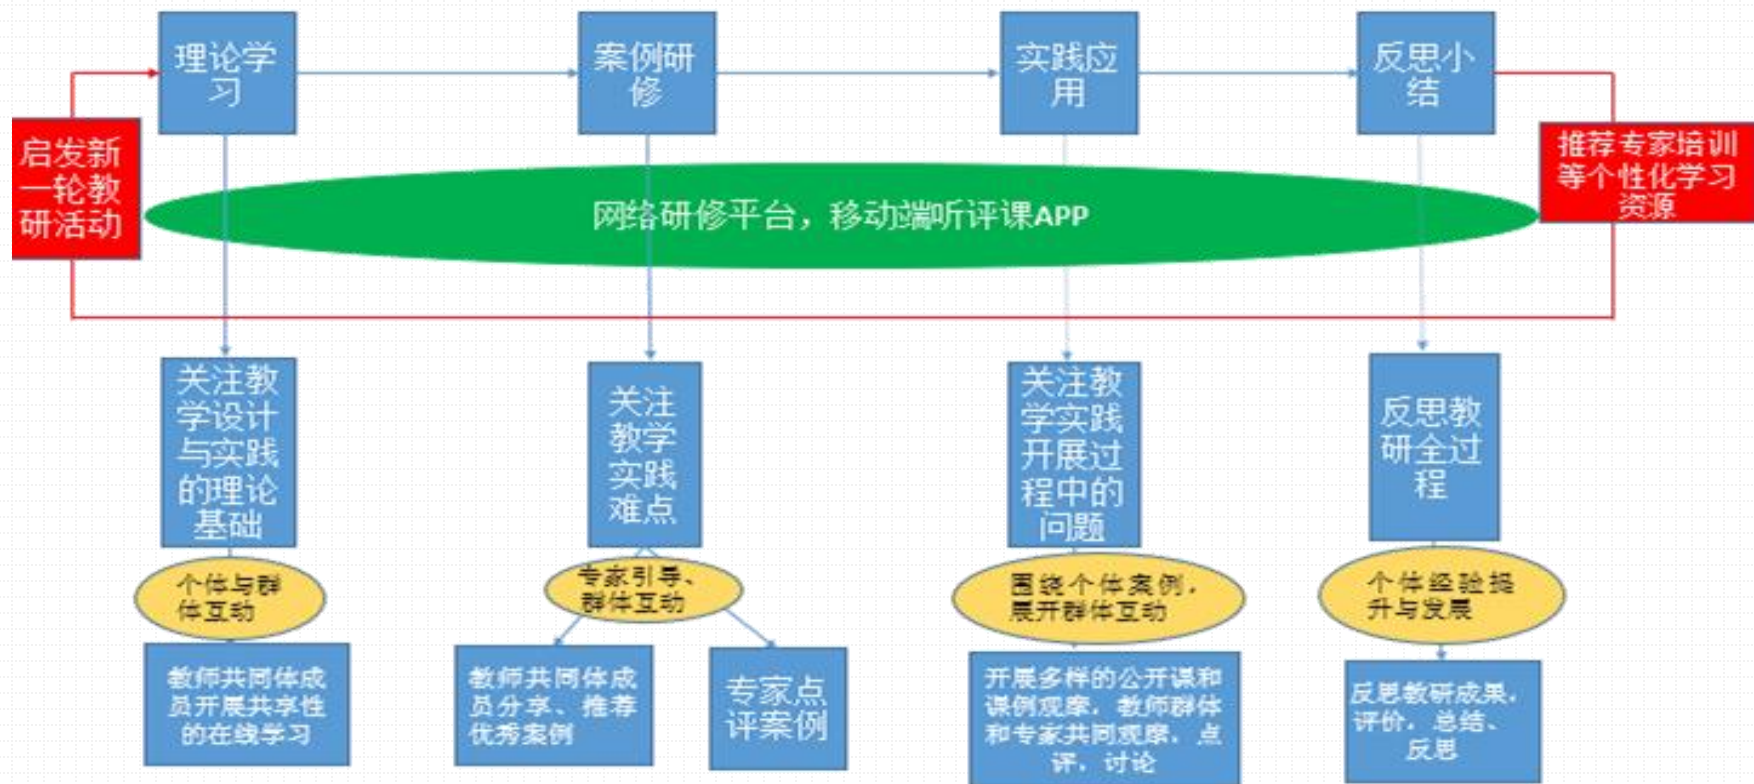 理论学
习
案例研
修
实践应
用
反思小
结
启发新
一轮教
研活动
网络研修平台，移动端听评课APP
推荐专家培训
等个性化学习
资源
关注教
学设计
与实践
的理论
基础
关注
教学
实践
难点
关注教
学实践
开展过
程中的
问题
反思教
研全过
程
个体与群
体互动
专家引导、
群体互动
围绕个体案例，
展开群体互动
个体经验提
升与发展
教师共同体成
员开展共享性
的在线学习
教师共同体成
员分享、推荐
优秀案例
专家点
评案例
开展多样的公开课和
课例观摩，教师群体
和专家共同观摩，点
评，讨论
反思教研成果，
评价，总结、
反思